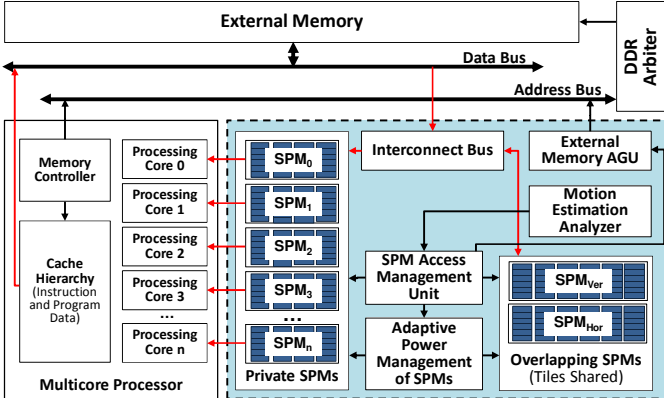 External Memory
DDR
Arbiter
Data Bus
Address Bus
Memory
Controller
Cache
Hierarchy
(Instruction
and Program
Data)
Processing
Core 0
Processing
Core 1
Processing
Core 2
Processing
Core 3
...
Processing
Core n
Multicore Processor
SPM0
SPM1
SPM2
SPM3
...
SPMn
Private SPMs
Interconnect Bus
External
Memory AGU
Motion
Estimation
Analyzer
SPM Access
Management
Unit
Adaptive
Power
Management
of SPMs
SPMVer
SPMHor
Overlapping SPMs
(Tiles Shared)